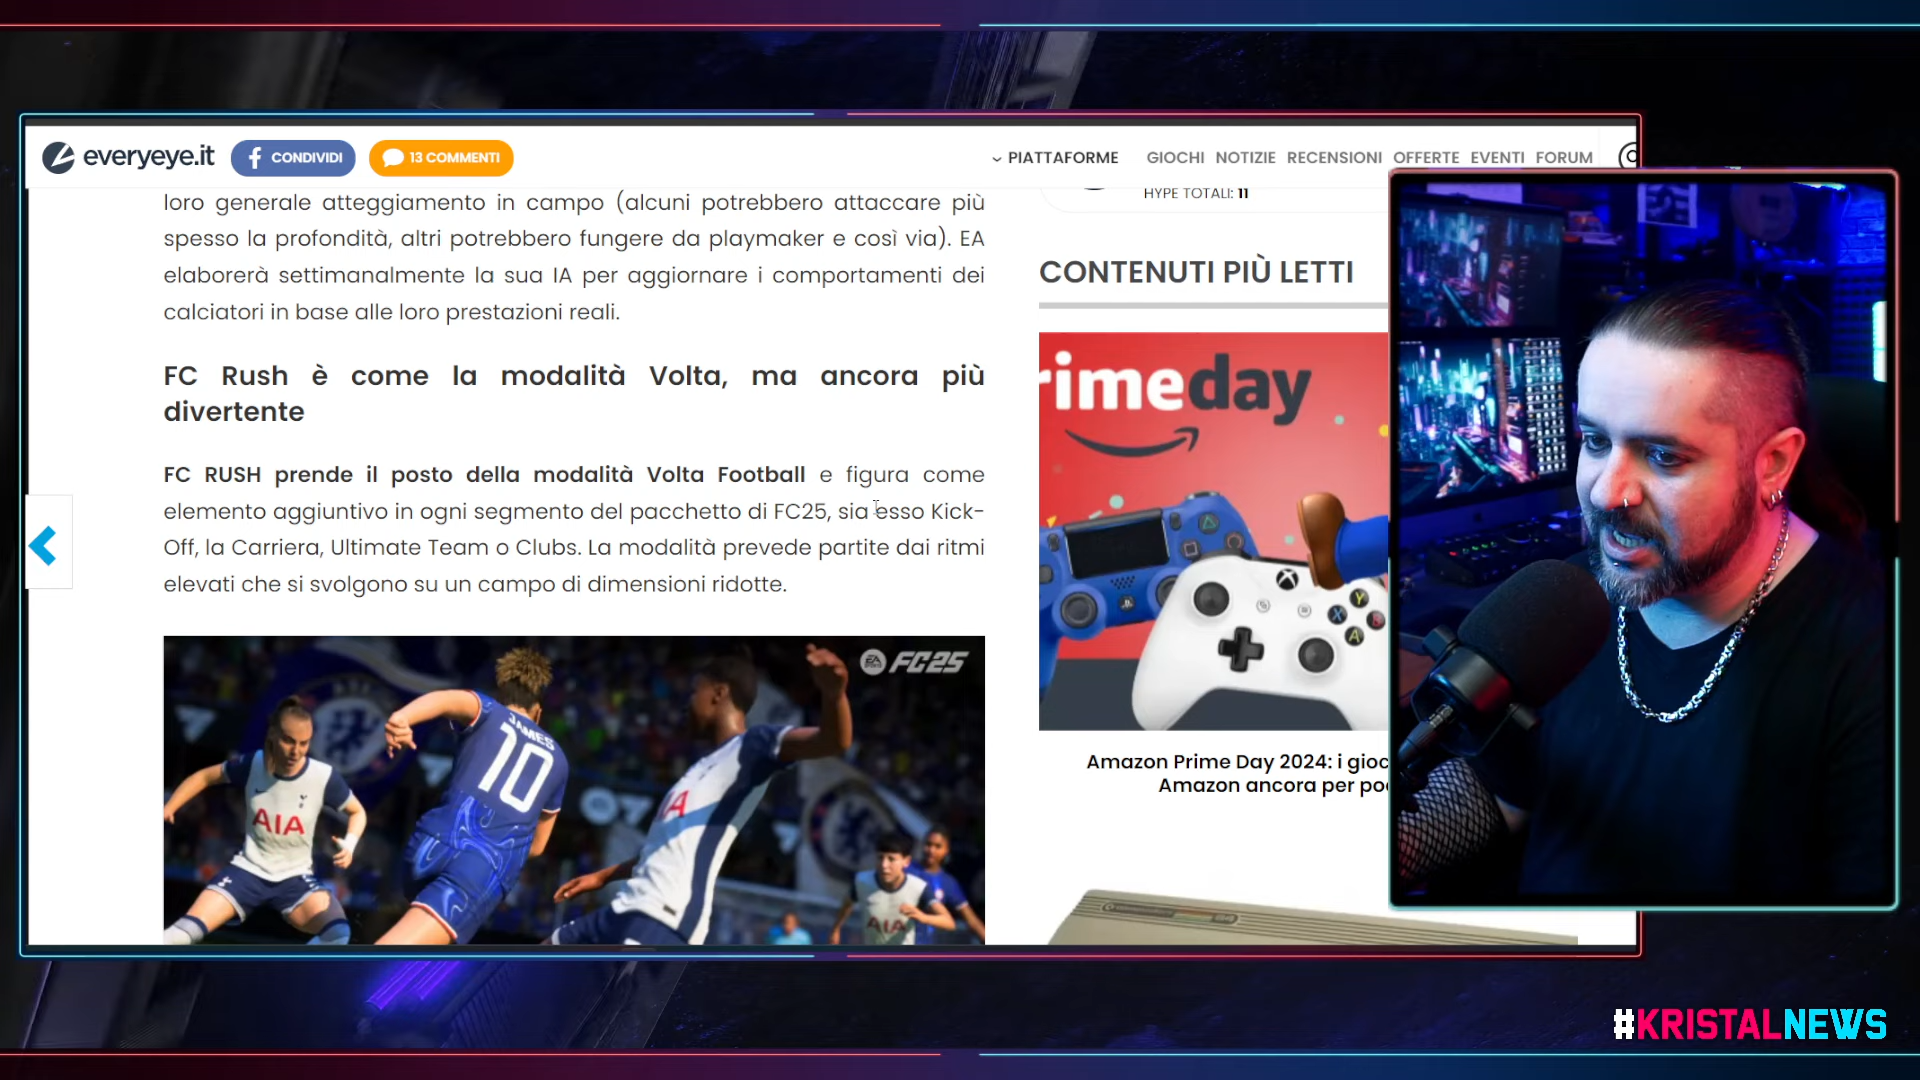 everyeye.it
CONDIVIDI
13 COMMENTI
PIATTAFORME
GIOCHI NOTIZIE RECENSIONI OFFERTE EVENTI FORUM
loro generale atteggiamento in campo (alcuni potrebbero attaccare più
spesso la profondità, altri potrebbero fungere da playmaker e così via). EA
elaborerà settimanalmente la sua IA per aggiornare i comportamenti dei
calciatori in base alle loro prestazioni reali.
FC Rush è come la modalità Volta, ma ancora più
divertente
FC RUSH prende il posto della modalità Volta Football e figura come
elemento aggiuntivo in ogni segmento del pacchetto di FC25, sia esso Kick-
Off, la Carriera, Ultimate Team o Clubs. La modalità prevede partite dai ritmi
elevati che si svolgono su un campo di dimensioni ridotte.
EA SPORTS FC25
JAMES
10
AIA
AIA
HYPE TOTALI: 11
CONTENUTI PIÙ LETTI
rimeday
Y
X
B
A
Amazon Prime Day 2024: i gioc
Amazon ancora per po
#KRISTALNEWS